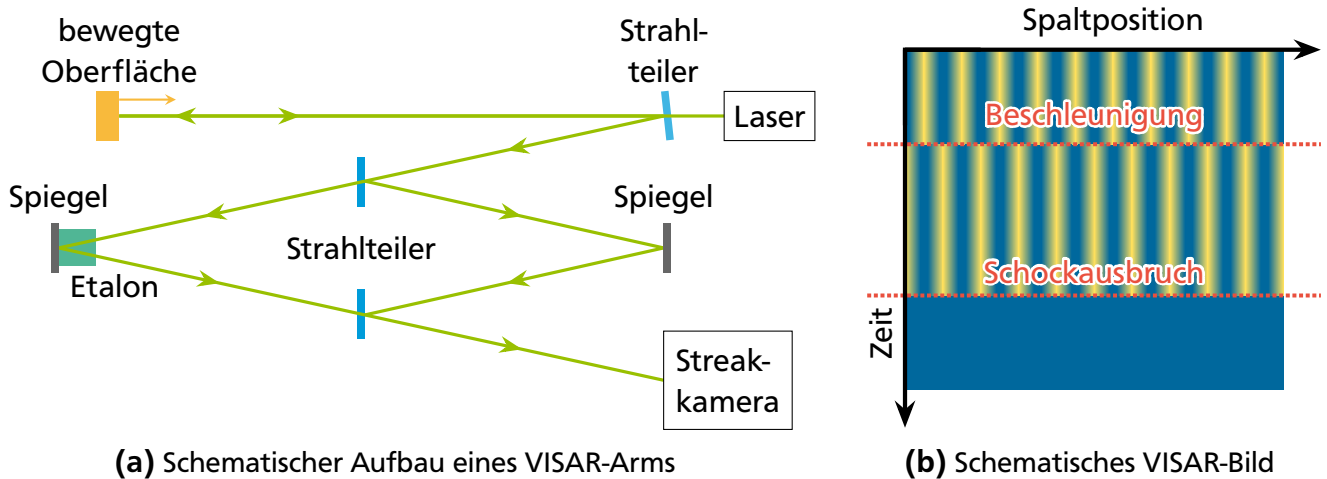 bewegte
Oberfläche
Strahl-
teiler
Laser
Spiegel
Spiegel
Strahlteiler
Etalon
Streak-
kamera
(a) Schematischer Aufbau eines VISAR-Arms
Spaltposition
Beschleunigung
Schockausbruch
Zeit
(b) Schematisches VISAR-Bild